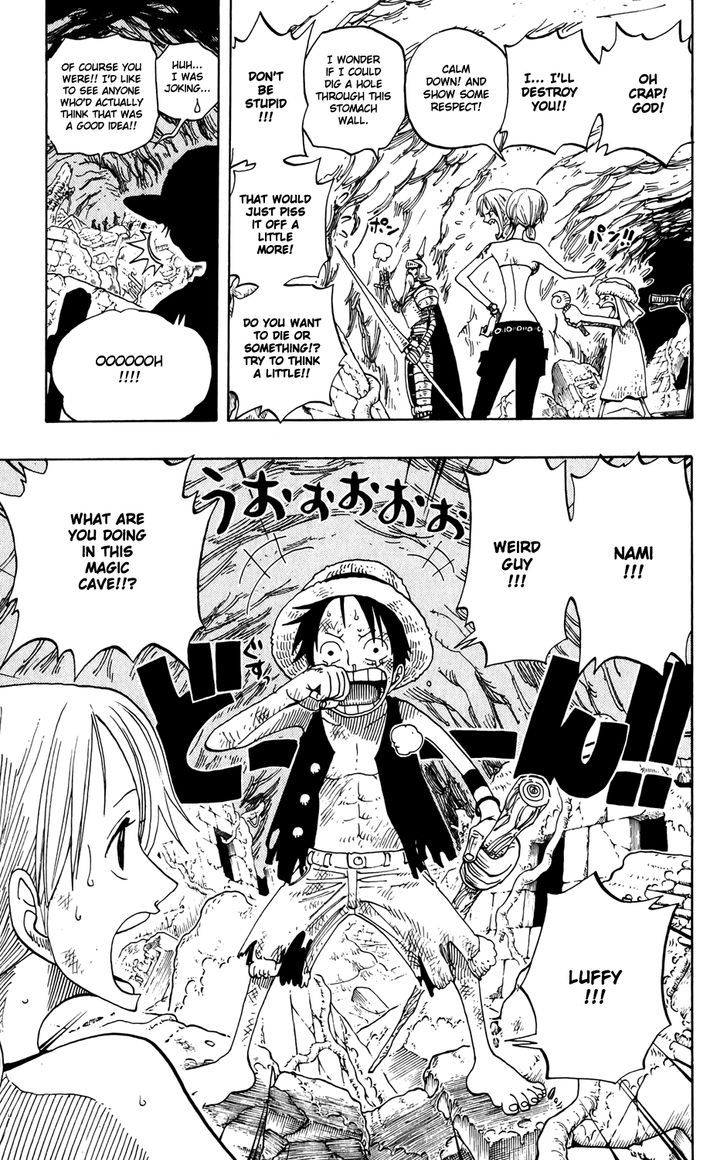 OH
CRAP!
GOD!
I... I'LL
DESTROY
YOU!!
CALM
DOWN! AND
SHOW SOME
RESPECT!
I WONDER
IF I COULD
DIG A HOLE
THROUGH THIS
STOMACH
WALL.
DON'T
BE
STUPID
!!!
THAT WOULD
JUST PISS
IT OFF A
LITTLE
MORE!
DO YOU WANT
TO DIE OR
SOMETHING!?
TRY TO THINK
A LITTLE!!
パン!!
ポン
HUH...
I WAS
JOKING...
OF COURSE YOU
WERE!! I'D LIKE
TO SEE ANYONE
WHO'D ACTUALLY
THINK THAT WAS
A GOOD IDEA!!
OOOOOOH
!!!!
NAMI
!!!
WEIRD
GUY
!!!
うおおおおお
WHAT ARE
YOU DOING
IN THIS
MAGIC
CAVE!!?
ぐすっ
ドーーん!!
LUFFY
!!!